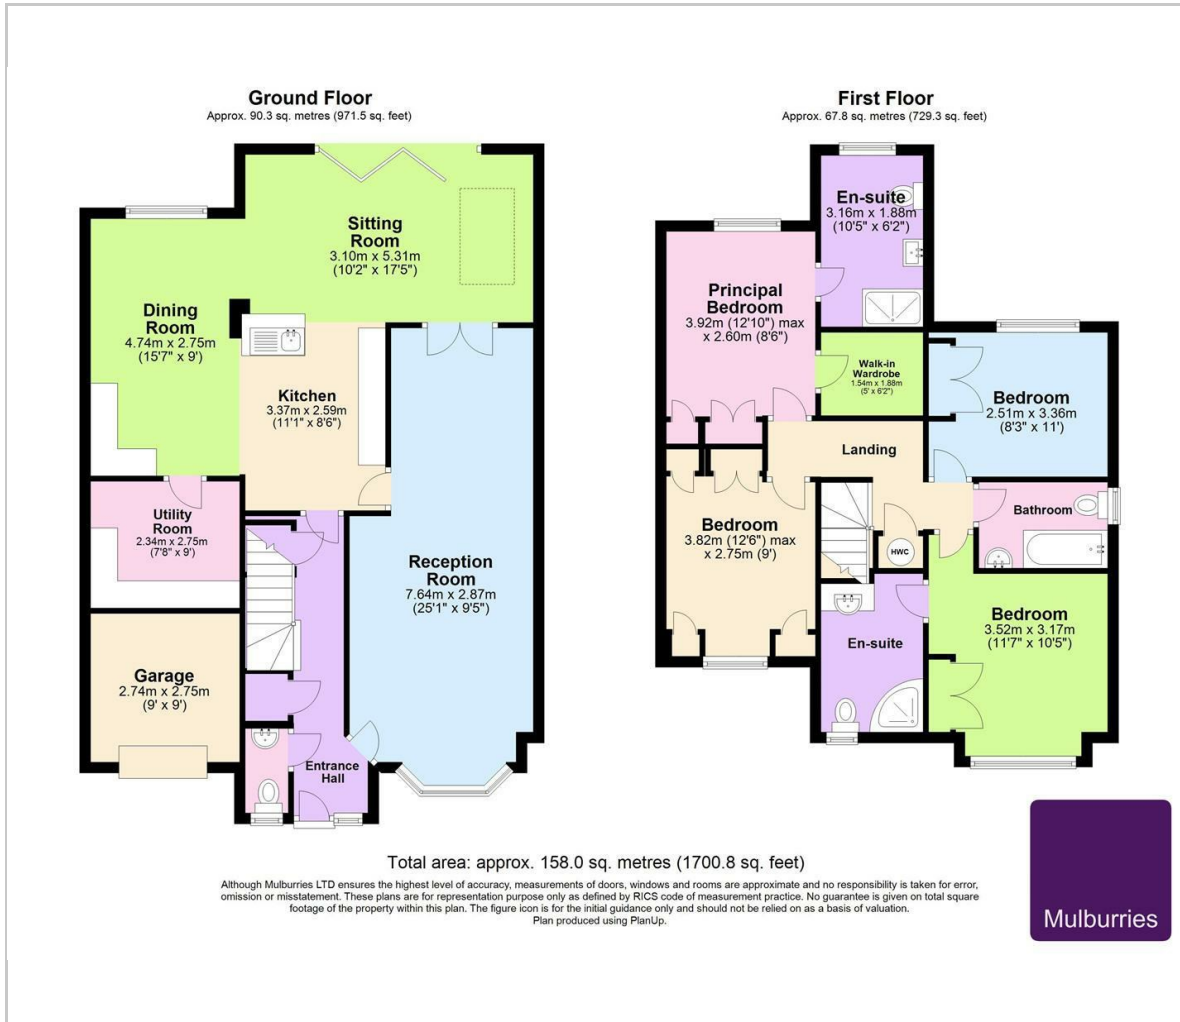 Ground Floor
Approx. 90.3 sq. metres (971.5 sq. feet)
Sitting
Room
3.10m x 5.31m
(10'2" x 17'5")
Dining
Room
4.74m x 2.75m
(15'7" x 9')
Kitchen
3.37m x 2.59m
(11'1" x 8'6")
Utility
Room
2.34m x 2.75m
(7'8" x 9')
Reception
Room
7.64m x 2.87m
(25'1" x 9'5")
Garage
2.74m x 2.75m
(9' x 9')
Entrance
Hall
First Floor
Approx. 67.8 sq. metres (729.3 sq. feet)
En-suite
3.16m x 1.88m
(10'5" x 6'2")
Principal
Bedroom
3.92m (12'10") max
x 2.60m (8'6")
Walk-in
Wardrobe
1.54m x 1.88m
(5' x 6'2")
Bedroom
2.51m x 3.36m
(8'3" x 11')
Landing
Bedroom
3.82m (12'6") max
x 2.75m (9')
Bathroom
HWC
Bedroom
3.52m x 3.17m
(11'7" x 10'5")
En-suite
Total area: approx. 158.0 sq. metres (1700.8 sq. feet)
Although Mulburries LTD ensures the highest level of accuracy, measurements of doors, windows and rooms are approximate and no responsibility is taken for error,
omission or misstatement. These plans are for representation purpose only as defined by RICS code of measurement practice. No guarantee is given on total square
footage of the property within this plan. The figure icon is for the initial guidance only and should not be relied on as a basis of valuation.
Plan produced using PlanUp.
Mulburries